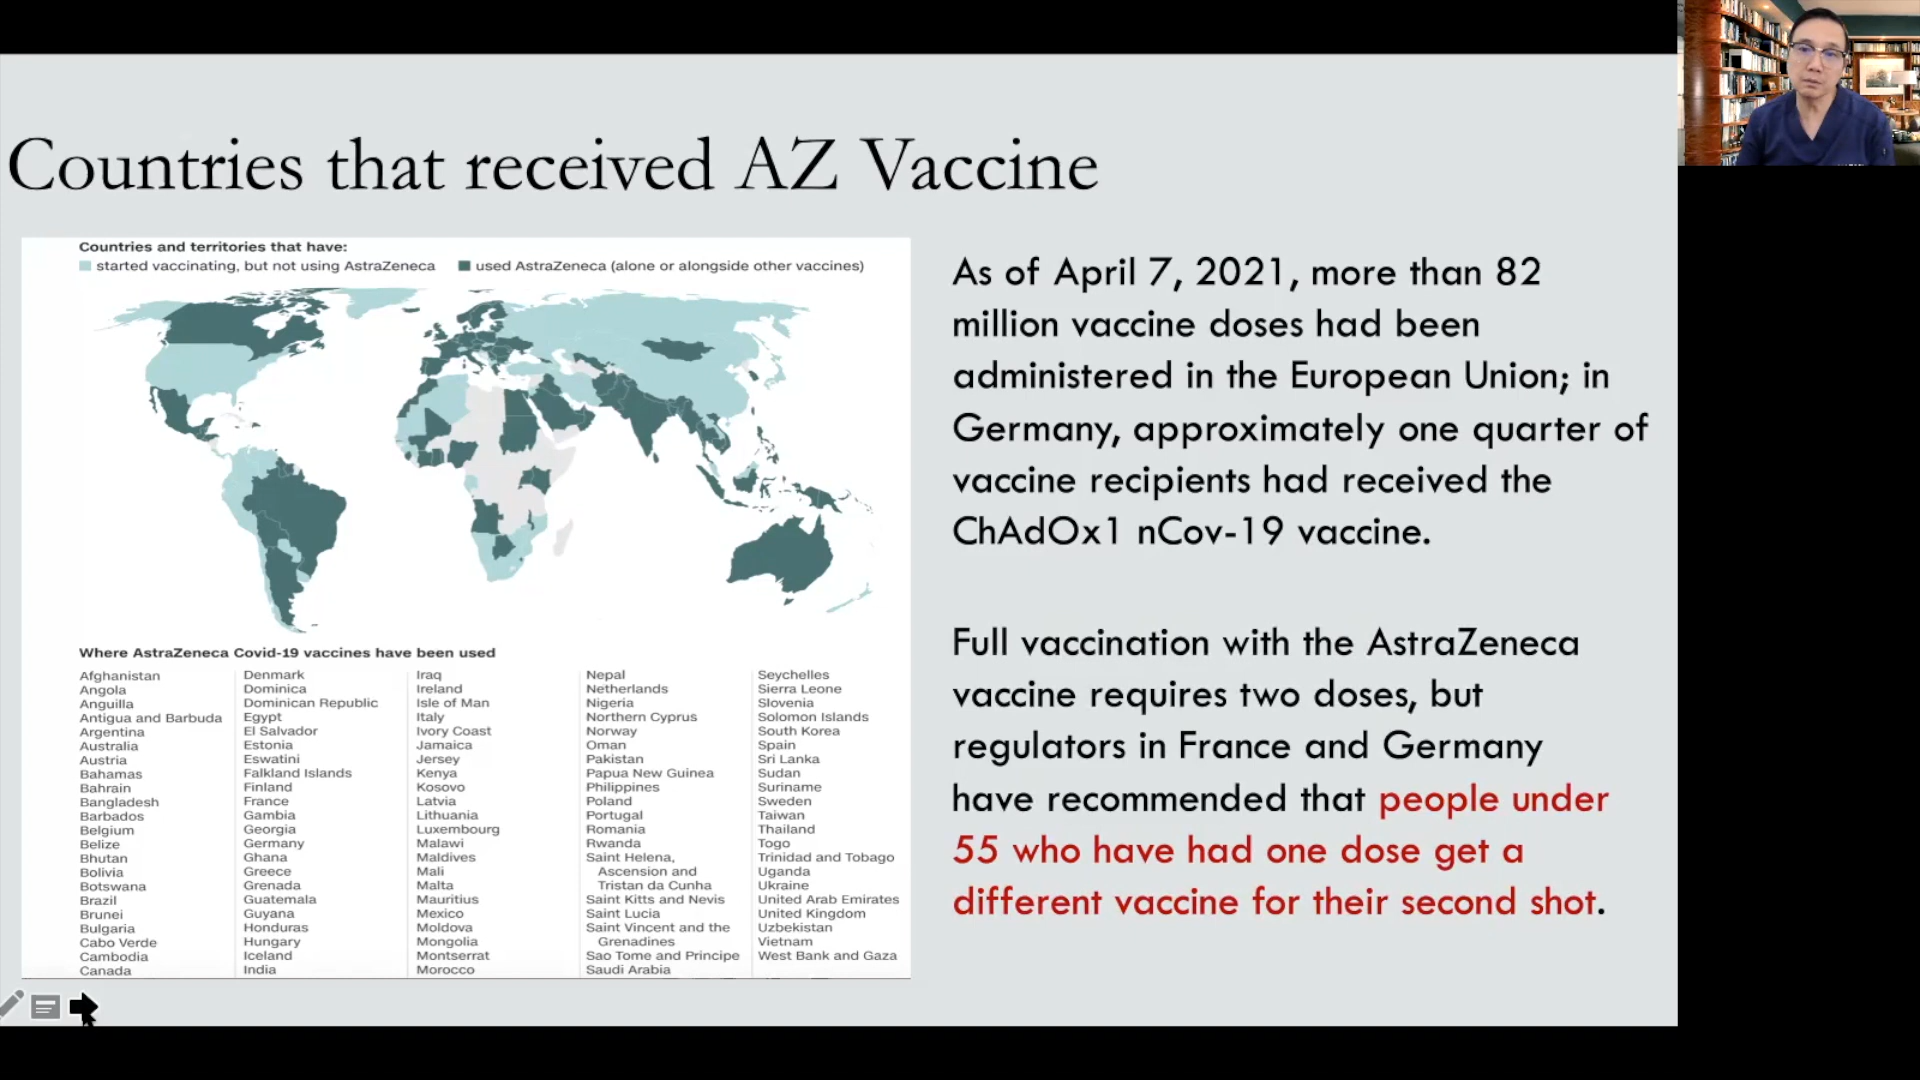 Countries that received AZ Vaccine
Countries and territories that have:
started vaccinating, but not using AstraZeneca
used AstraZeneca (alone or alongside other vaccines)
Where AstraZeneca Covid-19 vaccines have been used
Afghanistan
Angola
Anguilla
Antigua and Barbuda
Argentina
Australia
Austria
Bahamas
Bahrain
Bangladesh
Barbados
Belgium
Belize
Bhutan
Bolivia
Botswana
Brazil
Brunei
Bulgaria
Cabo Verde
Cambodia
Canada
Denmark
Dominica
Dominican Republic
Egypt
El Salvador
Estonia
Eswatini
Falkland Islands
Finland
France
Gambia
Georgia
Germany
Ghana
Greece
Grenada
Guatemala
Guyana
Honduras
Hungary
Iceland
India
Iraq
Ireland
Isle of Man
Italy
Ivory Coast
Jamaica
Jersey
Kenya
Kosovo
Latvia
Lithuania
Luxembourg
Malawi
Maldives
Mali
Malta
Mauritius
Mexico
Moldova
Mongolia
Montserrat
Morocco
Nepal
Netherlands
Nigeria
Northern Cyprus
Norway
Oman
Pakistan
Papua New Guinea
Philippines
Poland
Portugal
Romania
Rwanda
Saint Helena,
Ascension and
Tristan da Cunha
Saint Kitts and Nevis
Saint Lucia
Saint Vincent and the
Grenadines
Sao Tome and Principe
Saudi Arabia
Seychelles
Sierra Leone
Slovenia
Solomon Islands
South Korea
Spain
Sri Lanka
Sudan
Suriname
Sweden
Taiwan
Thailand
Togo
Trinidad and Tobago
Uganda
Ukraine
United Arab Emirates
United Kingdom
Uzbekistan
Vietnam
West Bank and Gaza
As of April 7, 2021, more than 82
million vaccine doses had been
administered in the European Union; in
Germany, approximately one quarter of
vaccine recipients had received the
ChAdOx1 nCov-19 vaccine.
Full vaccination with the AstraZeneca
vaccine requires two doses, but
regulators in France and Germany
have recommended that people under
55 who have had one dose get a
different vaccine for their second shot.